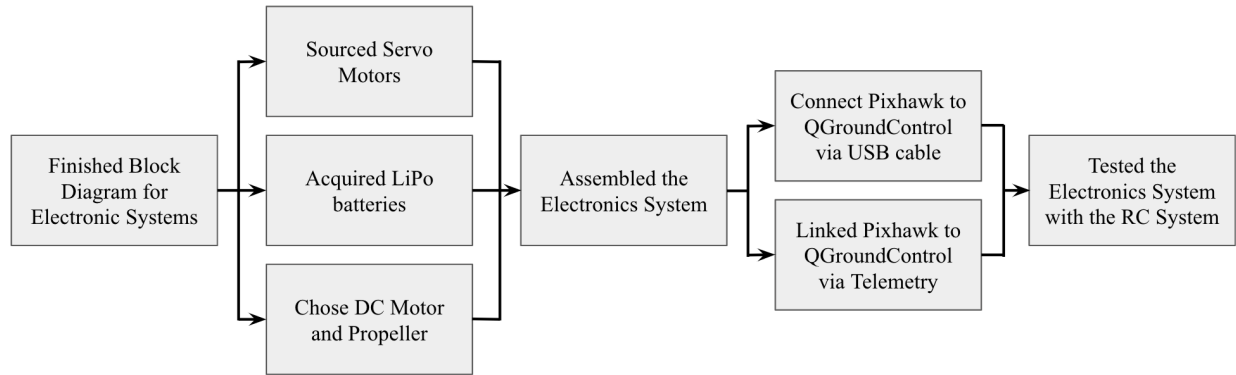 Finished Block
Diagram for
Electronic Systems
Sourced Servo
Motors
Acquired LiPo
batteries
Chose DC Motor
and Propeller
Assembled the
Electronics System
Connect Pixhawk to
QGroundControl
via USB cable
Linked Pixhawk to
QGroundControl
via Telemetry
Tested the
Electronics System
with the RC System